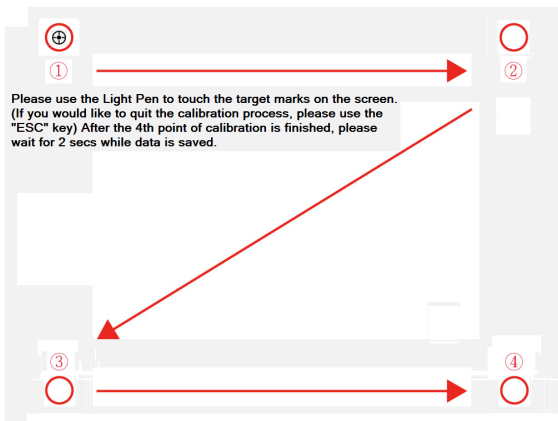 ① ②
Please use the Light Pen to touch the target marks on the screen.
(If you would like to quit the calibration process, please use the
"ESC" key) After the 4th point of calibration is finished, please
wait for 2 secs while data is saved.
③ ④